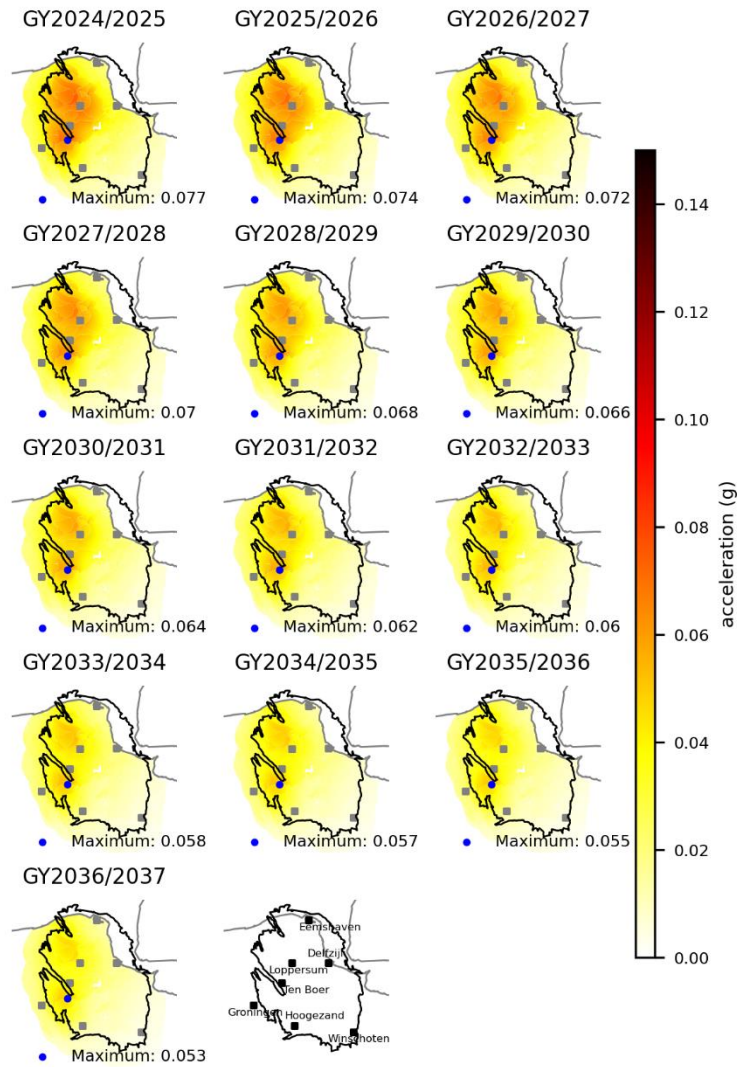 GY2024/2025 GY2025/2026 GY2026/2027
Maximum: 0.077 Maximum: 0.074 Maximum: 0.072
GY2027/2028 GY2028/2029 GY2029/2030
Maximum: 0.07 Maximum: 0.068 Maximum: 0.066
GY2030/2031 GY2031/2032 GY2032/2033
Maximum: 0.064 Maximum: 0.062 Maximum: 0.06
GY2033/2034 GY2034/2035 GY2035/2036
Maximum: 0.058 Maximum: 0.057 Maximum: 0.055
GY2036/2037
Maximum: 0.053
Eemshaven
Delfzijl
Loppersum
Ten Boer
Groningen
Hoogezand
Winschoten
0.14
0.12
0.10
0.08
0.06
0.04
0.02
0.00
acceleration (g)